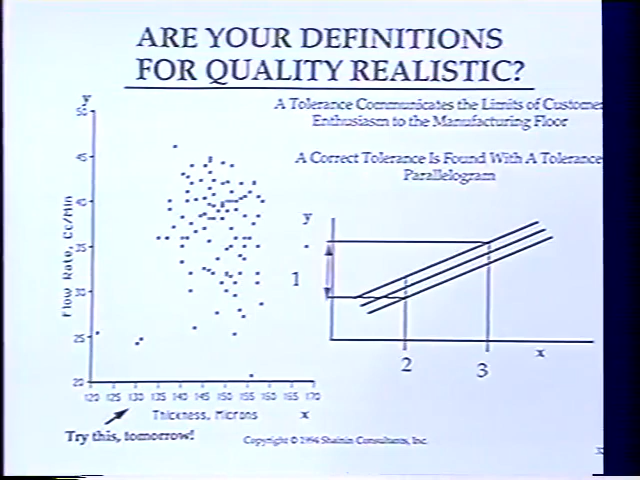 ARE YOUR DEFINITIONS
FOR QUALITY REALISTIC?
A Tolerance Communicates the Limits of Custome
Enthusiasm to the Manufacturing Floor
A Correct Tolerance Is Found With A Tolerance
Parallelogram
y
50
45
40
35
30
25
20
Flow Rate, Cc/Min
120 125 130 135 140 145 150 155 160 165 170
Thickness, Microns x
Try this, tomorrow!
y
1
2
3
x
Copyright © 1994 Shainin Consultants, Inc.